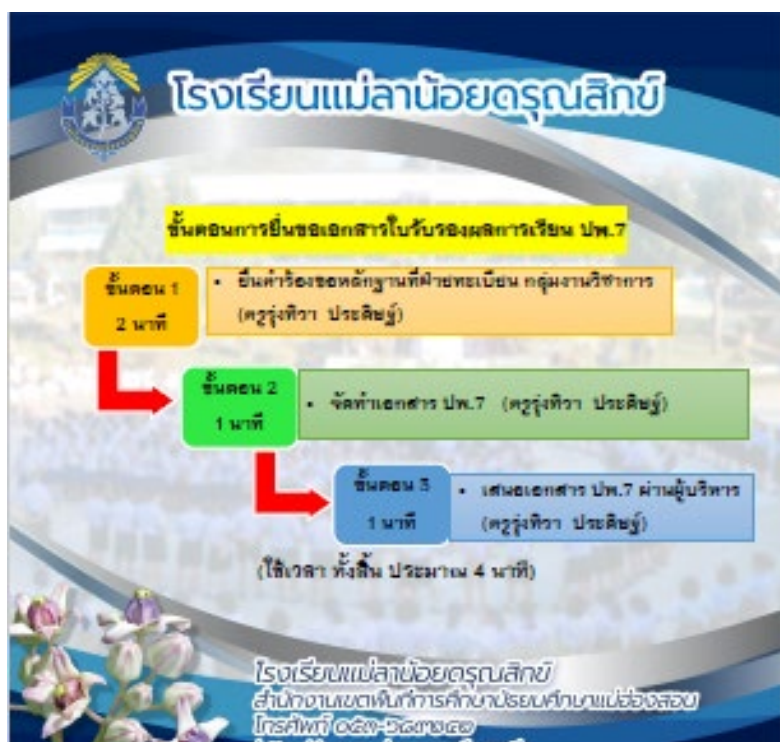 โรงเรียนแม่ลาน้อยดรุณสิกข์
ขั้นตอนการยื่นขอเอกสารใบรับรองผลการเรียน ปพ.7
ขั้นตอน 1
2 นาที
• ยื่นคำร้องขอหลักฐานที่ฝ่ายทะเบียน กลุ่มงานวิชาการ
(ครูรุ่งทิวา ประดิษฐ์)
ขั้นตอน 2
1 นาที
• จัดทำเอกสาร ปพ.7 (ครูรุ่งทิวา ประดิษฐ์)
ขั้นตอน 3
1 นาที
• เสนอเอกสาร ปพ.7 ผ่านผู้บริหาร
(ครูรุ่งทิวา ประดิษฐ์)
(ใช้เวลา ทั้งสิ้น ประมาณ 4 นาที)
โรงเรียนแม่ลาน้อยดรุณสิกข์
สำนักงานเขตพื้นที่การศึกษามัธยมศึกษาแม่ฮ่องสอน
โทรศัพท์